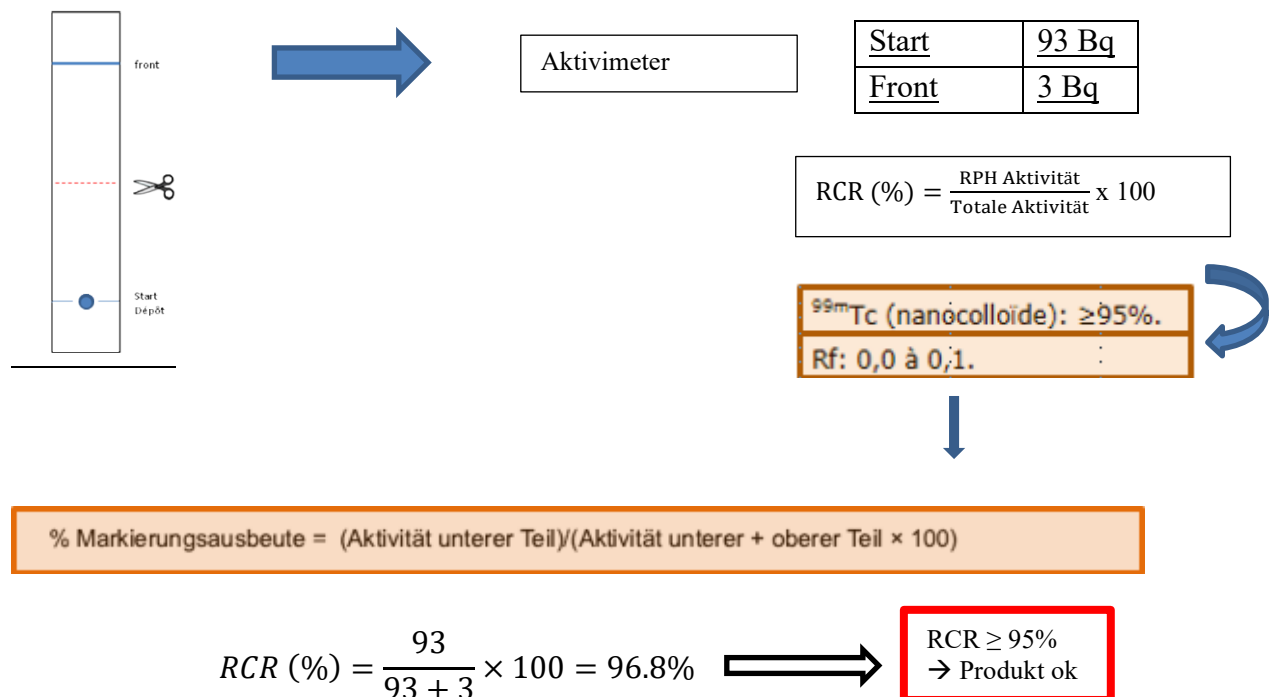 front
Start
Dépôt
Aktivimeter
Start 93 Bq
Front 3 Bq
RCR (%) = RPH Aktivität / Totale Aktivität x 100
99mTc (nanocolloïde): ≥95%.
Rf: 0,0 à 0,1.
% Markierungsausbeute = (Aktivität unterer Teil)/(Aktivität unterer + oberer Teil × 100)
RCR (%) = 93 / 93 + 3 × 100 = 96.8%
RCR ≥ 95%
→ Produkt ok